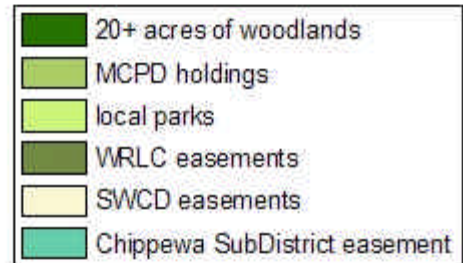 20+ acres of woodlands
MCPD holdings
local parks
WRLC easements
SWCD easements
Chippewa SubDistrict easement